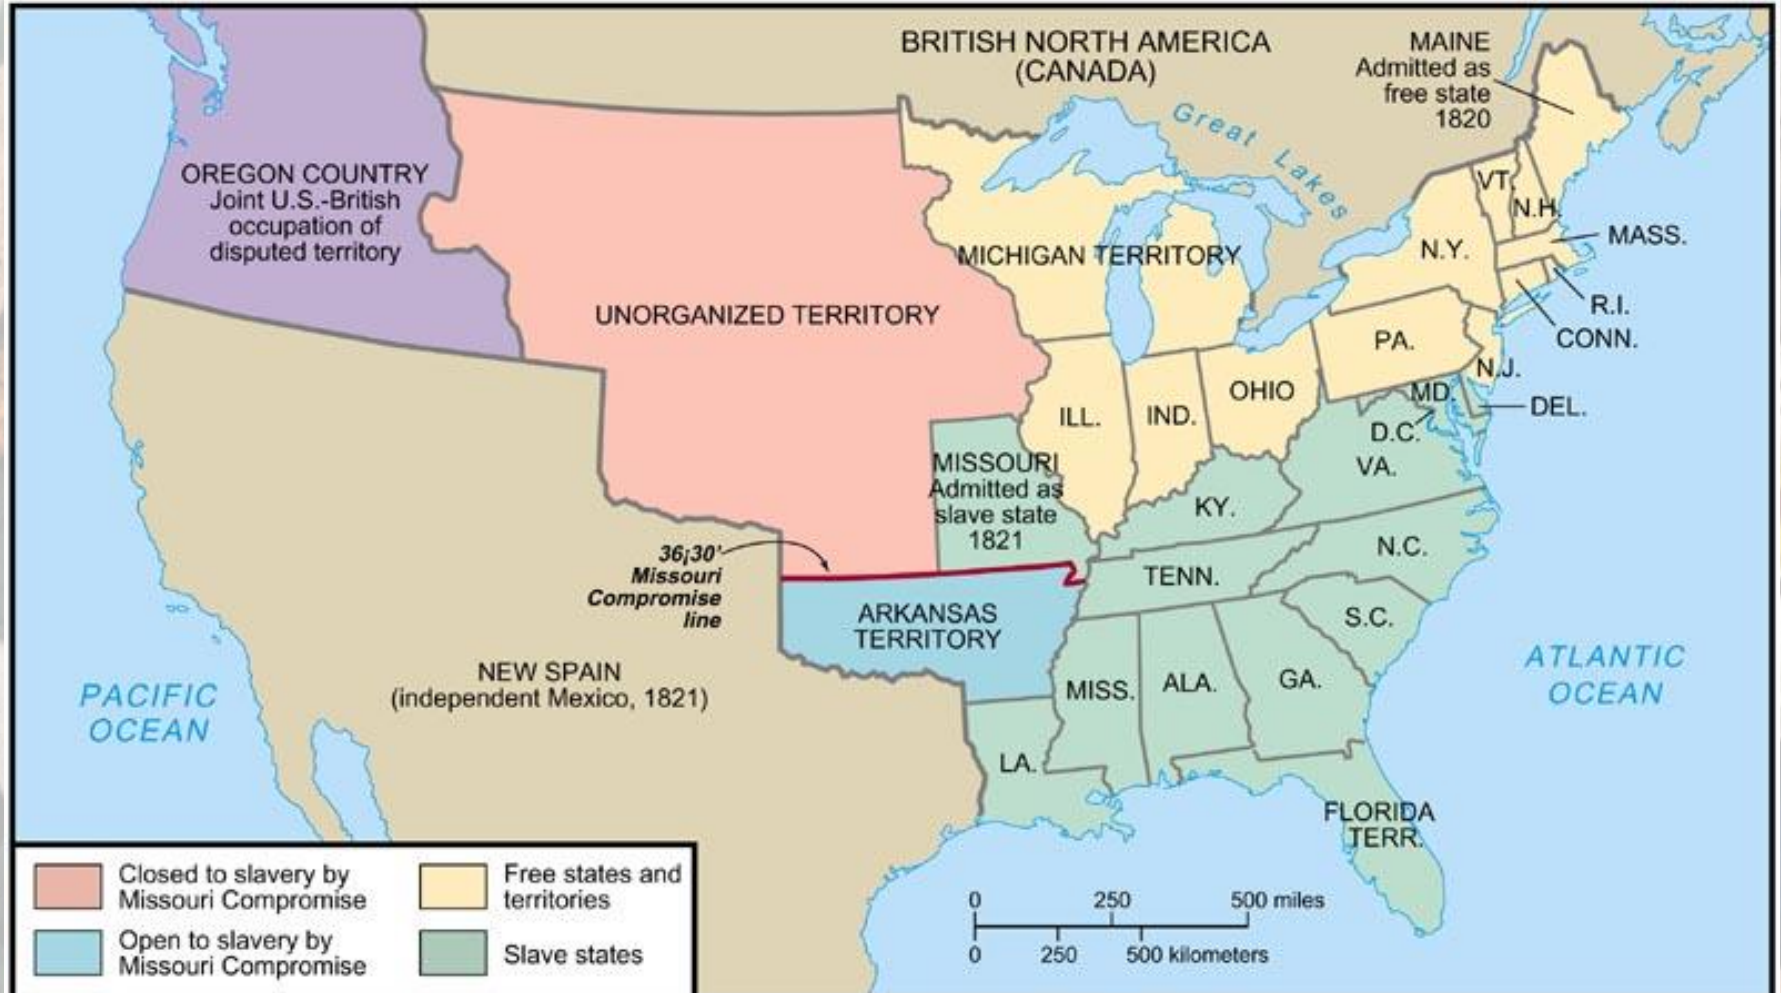 BRITISH NORTH AMERICA
(CANADA)
MAINE
Admitted as
free state
1820
Great Lakes
OREGON COUNTRY
Joint U.S.-British
occupation of
disputed territory
VT.
N.H.
MASS.
N.Y.
MICHIGAN TERRITORY
R.I.
UNORGANIZED TERRITORY
CONN.
PA.
N.J.
OHIO
MD.
DEL.
ILL.
IND.
D.C.
VA.
MISSOURI
Admitted as
slave state
1821
KY.
36¡30'
Missouri
Compromise
line
N.C.
TENN.
ARKANSAS
TERRITORY
S.C.
NEW SPAIN
(independent Mexico, 1821)
PACIFIC
OCEAN
MISS.
ALA.
GA.
ATLANTIC
OCEAN
LA.
FLORIDA
TERR.
Closed to slavery by
Missouri Compromise
Free states and
territories
Open to slavery by
Missouri Compromise
Slave states
0 250 500 miles
0 250 500 kilometers